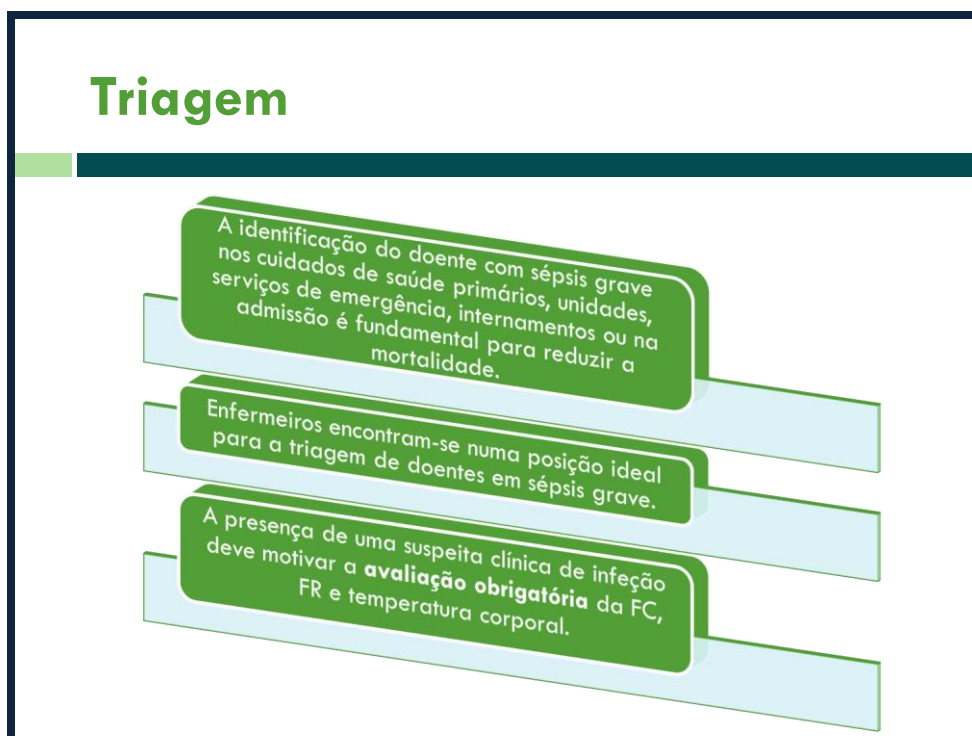 Triagem
A identificação do doente com sépsis grave
nos cuidados de saúde primários, unidades,
serviços de emergência, internamentos ou na
admissão é fundamental para reduzir a
mortalidade.
Enfermeiros encontram-se numa posição ideal
para a triagem de doentes em sépsis grave.
A presença de uma suspeita clínica de infeção
deve motivar a avaliação obrigatória da FC,
FR e temperatura corporal.